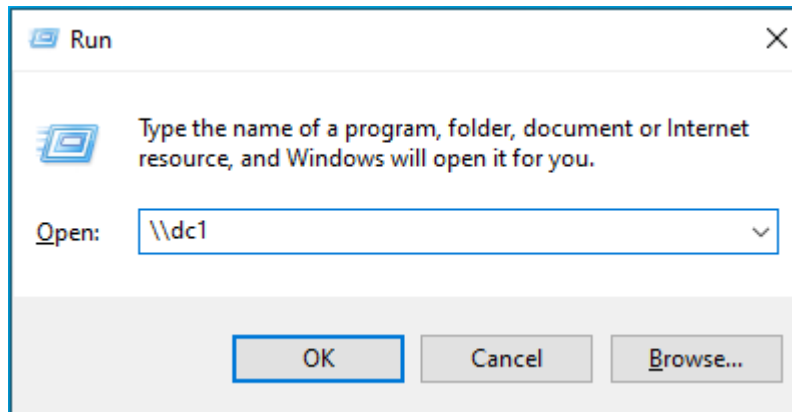 Run
Type the name of a program, folder, document or Internet
resource, and Windows will open it for you.
Open: \\dc1
OK Cancel Browse...